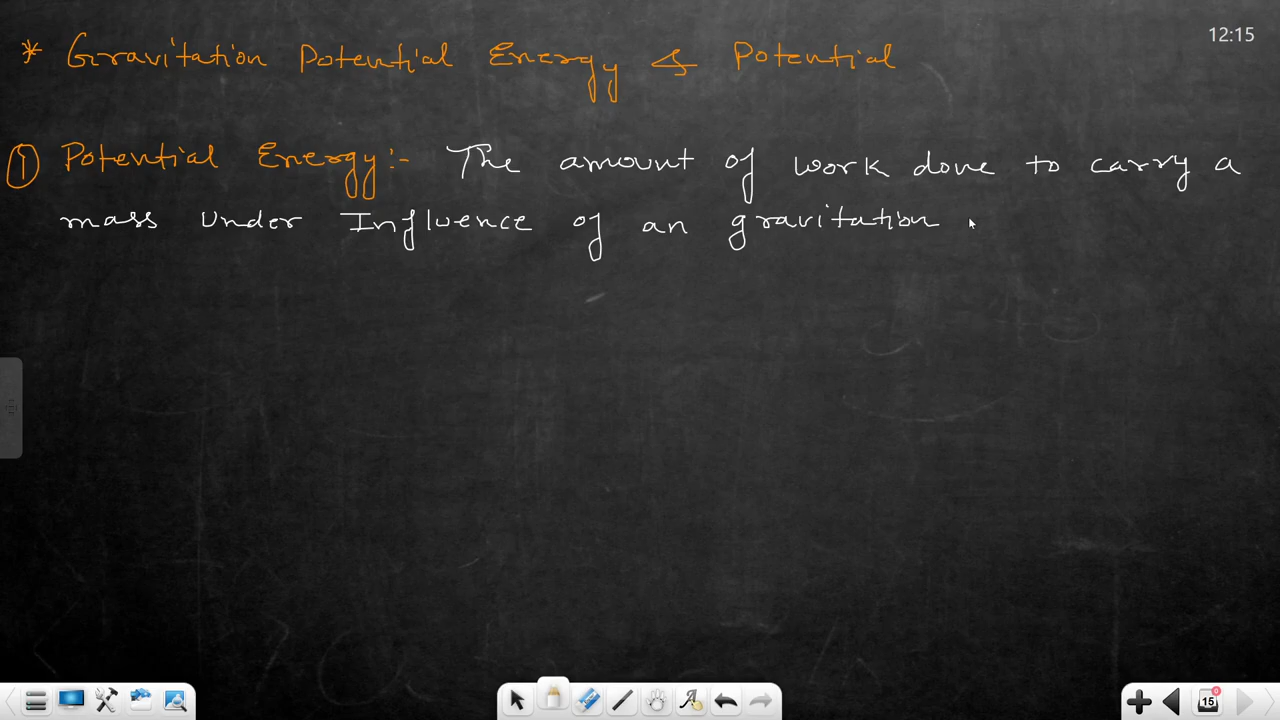 12:15
* Gravitation Potential Energy & Potential
① Potential Energy:- The amount of work done to carry a
mass under Influence of an gravitation
15